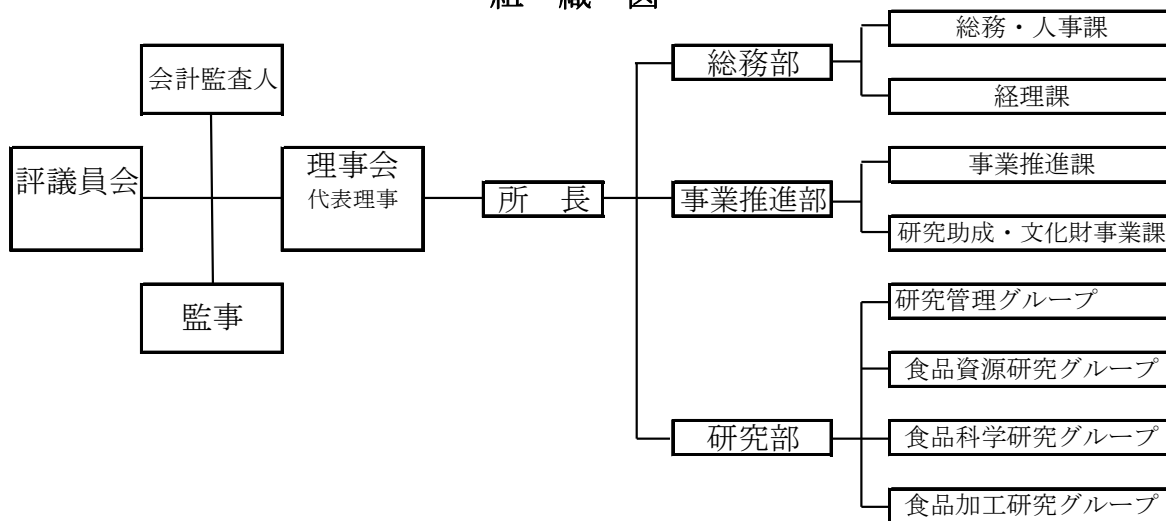 組 織 図
会計監査人
評議員会
理事会
代表理事
監事
所 長
総務部
総務・人事課
経理課
事業推進部
事業推進課
研究助成・文化財事業課
研究部
研究管理グループ
食品資源研究グループ
食品科学研究グループ
食品加工研究グループ